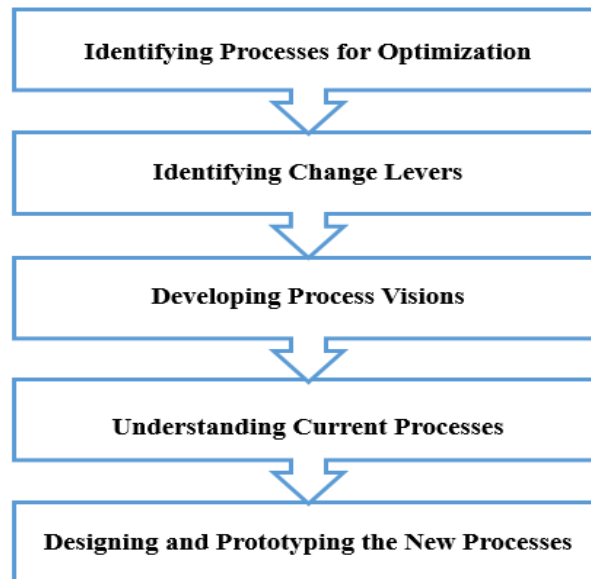 Identifying Processes for Optimization
Identifying Change Levers
Developing Process Visions
Understanding Current Processes
Designing and Prototyping the New Processes